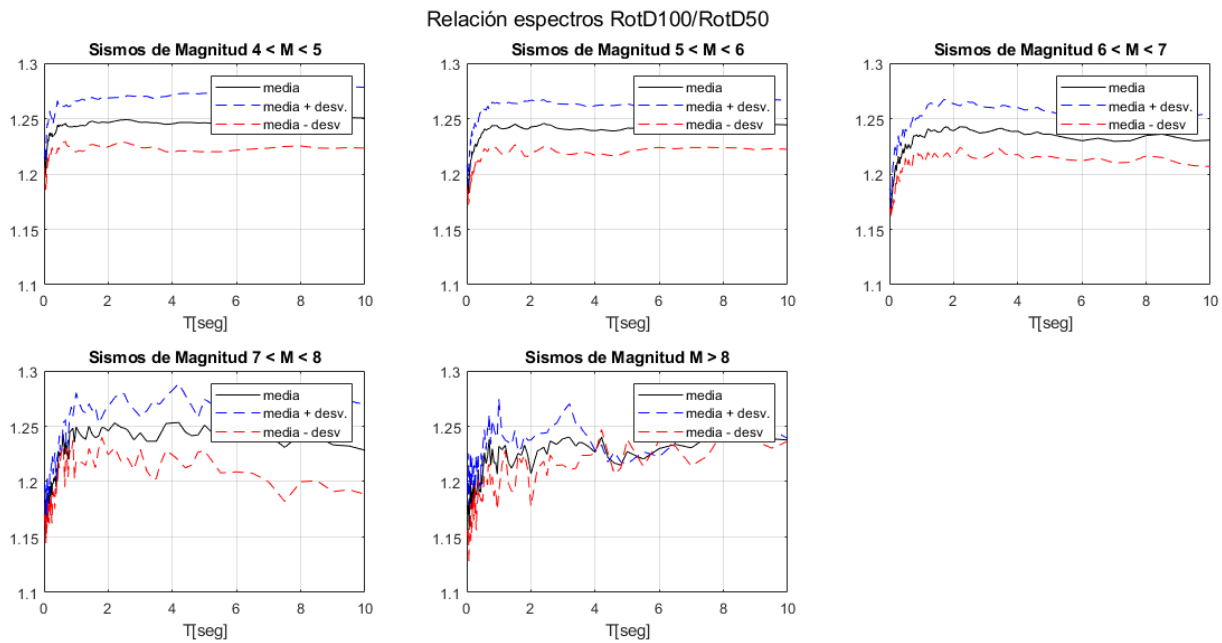 Relación espectros RotD100/RotD50
Sismos de Magnitud 4 < M < 5
1.3
1.25
1.2
1.15
1.1
0 2 4 6 8 10
T[seg]
media
media + desv.
media - desv
Sismos de Magnitud 5 < M < 6
1.3
1.25
1.2
1.15
1.1
0 2 4 6 8 10
T[seg]
media
media + desv.
media - desv
Sismos de Magnitud 6 < M < 7
1.3
1.25
1.2
1.15
1.1
0 2 4 6 8 10
T[seg]
media
media + desv.
media - desv
Sismos de Magnitud 7 < M < 8
1.3
1.25
1.2
1.15
1.1
0 2 4 6 8 10
T[seg]
media
media + desv.
media - desv
Sismos de Magnitud M > 8
1.3
1.25
1.2
1.15
1.1
0 2 4 6 8 10
T[seg]
media
media + desv.
media - desv